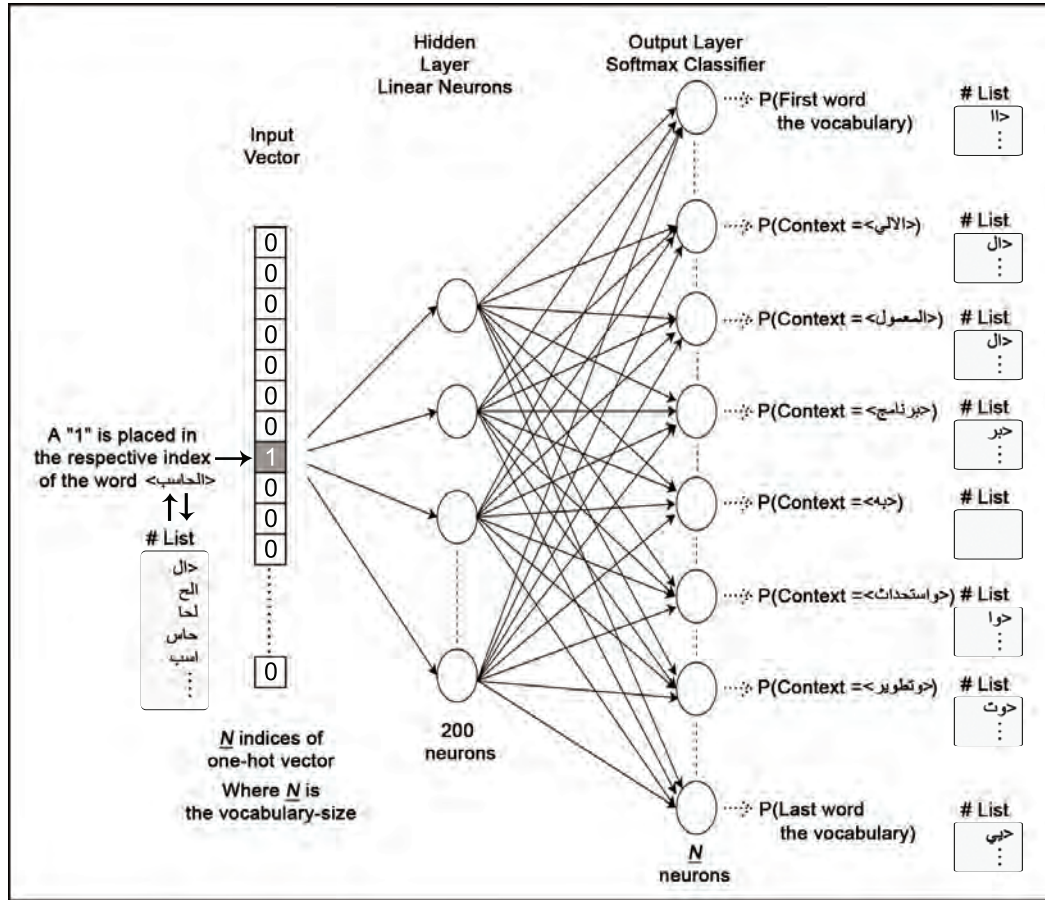 Hidden
Layer
Linear Neurons
Output Layer
Softmax Classifier
Input
Vector
0
0
0
0
0
0
0
1
0
0
0
0
A "1" is placed in
the respective index
of the word <الحاسب>
# List
<ال
الح
لحا
حاس
اسب
N indices of
one-hot vector
Where N is
the vocabulary-size
200
neurons
P(First word
the vocabulary)
# List
<اا
P(Context =<الالي>)
# List
<ال
P(Context =<المعمول>)
# List
<ال
P(Context =<برنامج>)
# List
<بر
P(Context =<به>)
# List
P(Context =<واستحداث>)
# List
<وا
P(Context =<وتطوير>)
# List
<وت
P(Last word
the vocabulary)
# List
<يي
N
neurons